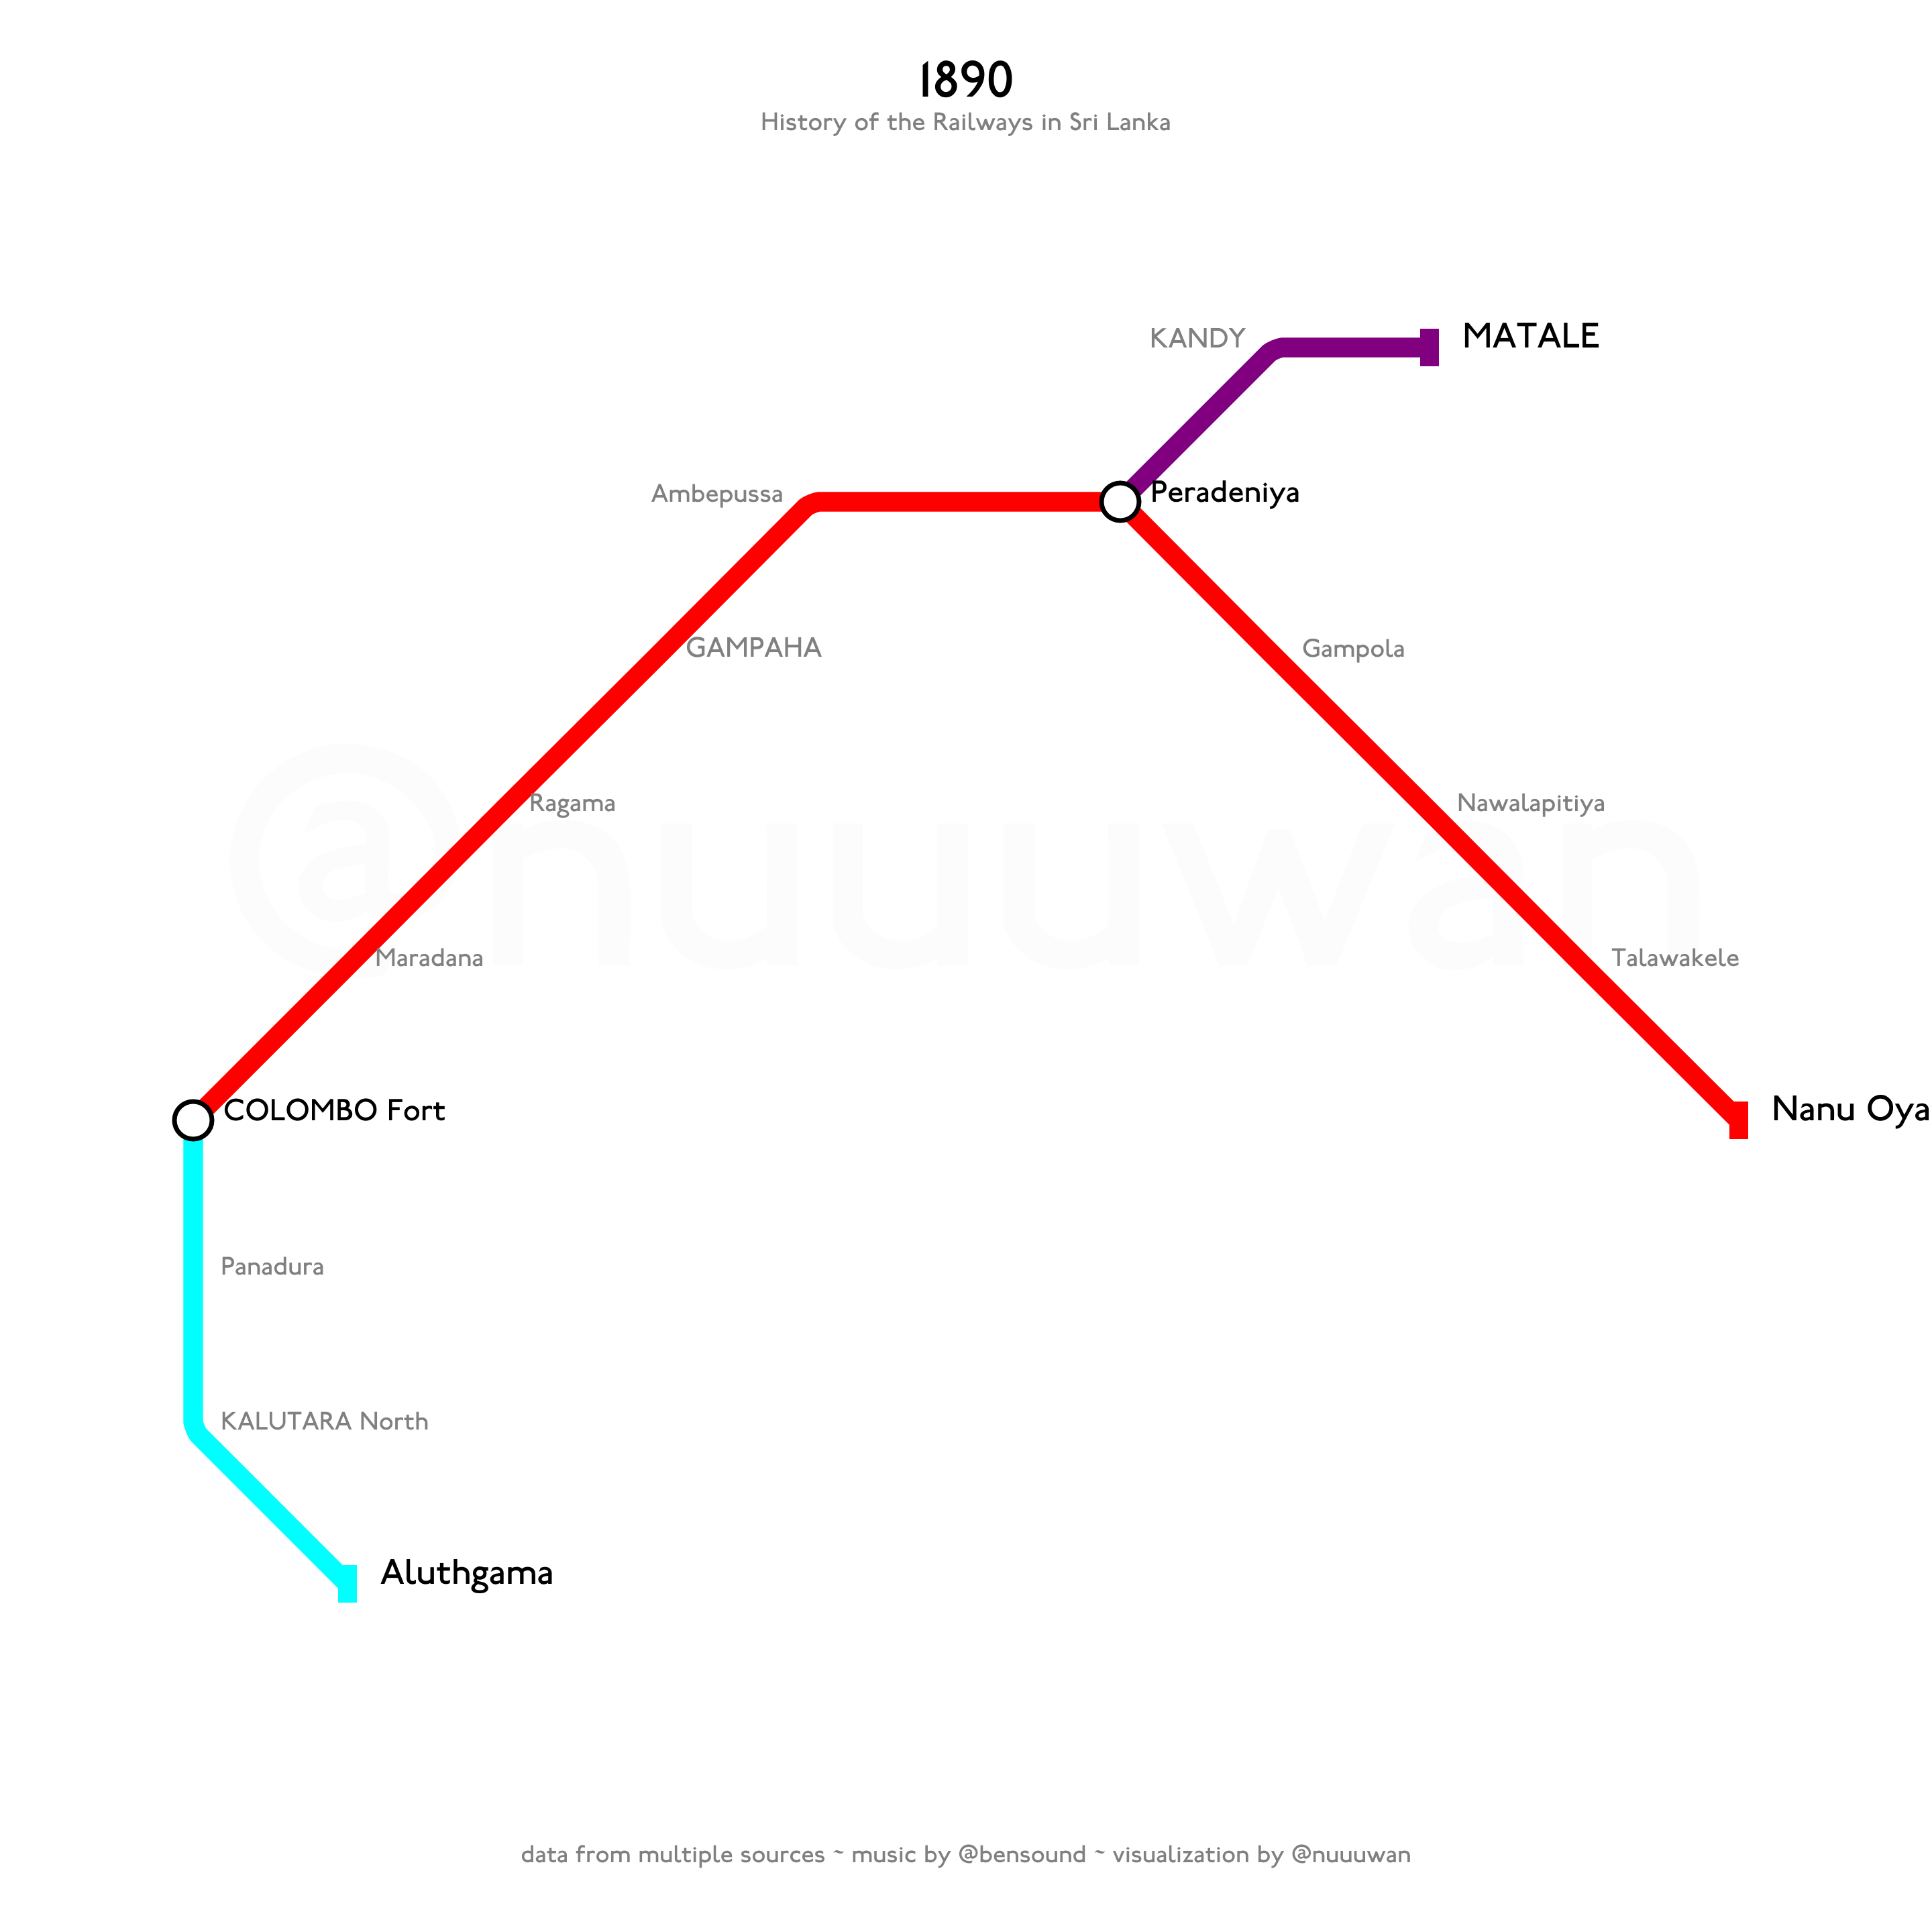 1890
History of the Railways in Sri Lanka
KANDY
MATALE
Ambepussa
Peradeniya
GAMPAHA
Gampola
Ragama
Nawalapitiya
@nuuuwan
Maradana
Talawakele
COLOMBO Fort
Nanu Oya
Panadura
KALUTARA North
Aluthgama
data from multiple sources ~ music by @bensound ~ visualization by @nuuuwan